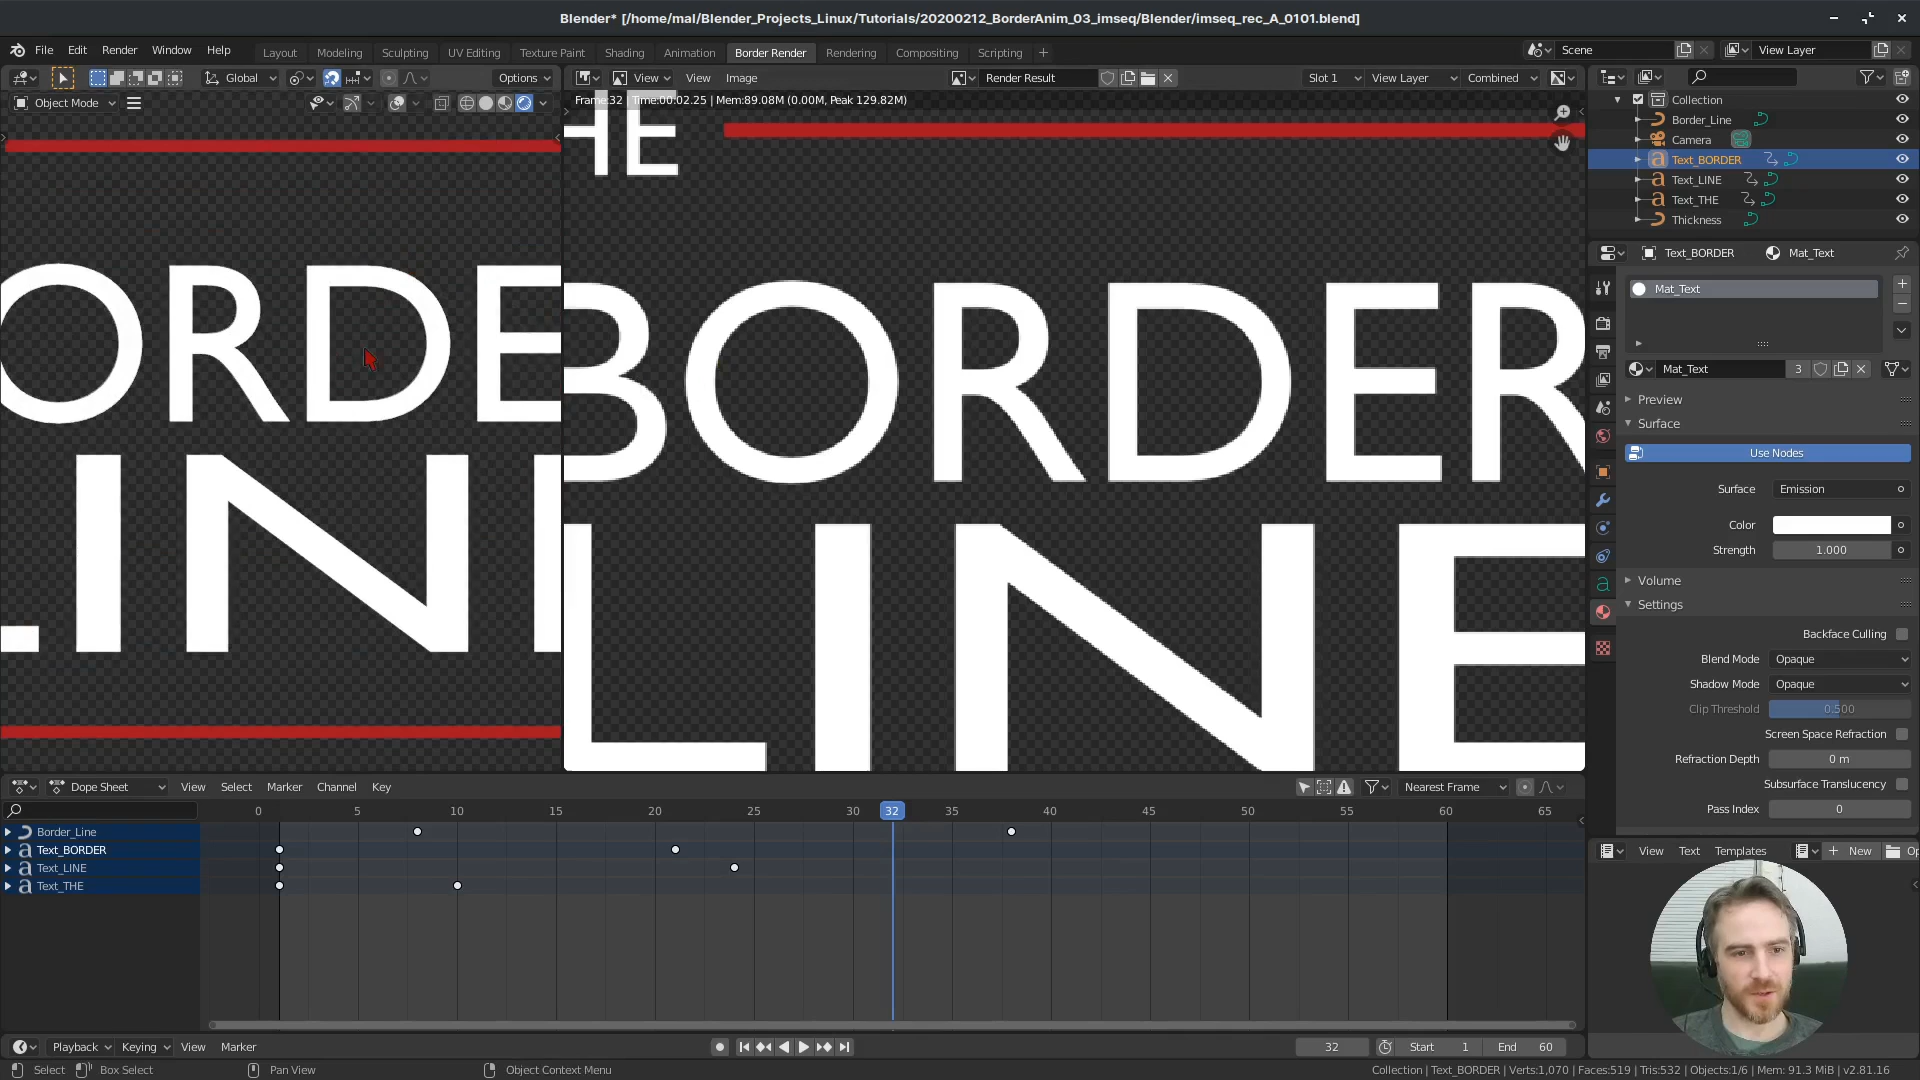 Blender* [/home/mal/Blender_Projects_Linux/Tutorials/20200212_BorderAnim_03_imseq/Blender/imseq_rec_A_0101.blend]
File Edit Render Window Help
Layout Modeling Sculpting UV Editing Texture Paint Shading Animation Border Render Rendering Compositing Scripting
Scene
View Layer
Global
Options
View View Image
Render Result
Slot 1
View Layer
Combined
Object Mode
Frame:32 | Time:00:02.25 | Mem:89.08M (0.00M, Peak 129.82M)
HE
ORDE
LINE
BORDER
LINE
Collection
Border_Line
Camera
Text_BORDER
Text_LINE
Text_THE
Thickness
Text_BORDER
Mat_Text
Mat_Text
Mat_Text
3
Preview
Surface
Use Nodes
Surface Emission
Color
Strength 1.000
Volume
Settings
Backface Culling
Blend Mode Opaque
Shadow Mode Opaque
Clip Threshold 0.500
Screen Space Refraction
Refraction Depth 0 m
Subsurface Translucency
Pass Index 0
View Text Templates
New
Op
Dope Sheet
View Select Marker Channel Key
Nearest Frame
0 5 10 15 20 25 30 32 35 40 45 50 55 60 65
Border_Line
Text_BORDER
Text_LINE
Text_THE
Playback Keying View Marker
32
Start 1
End 60
Select
Box Select
Pan View
Object Context Menu
Collection | Text_BORDER | Verts:1,070 | Faces:519 | Tris:532 | Objects:1/6 | Mem: 91.3 MiB | v2.81.16